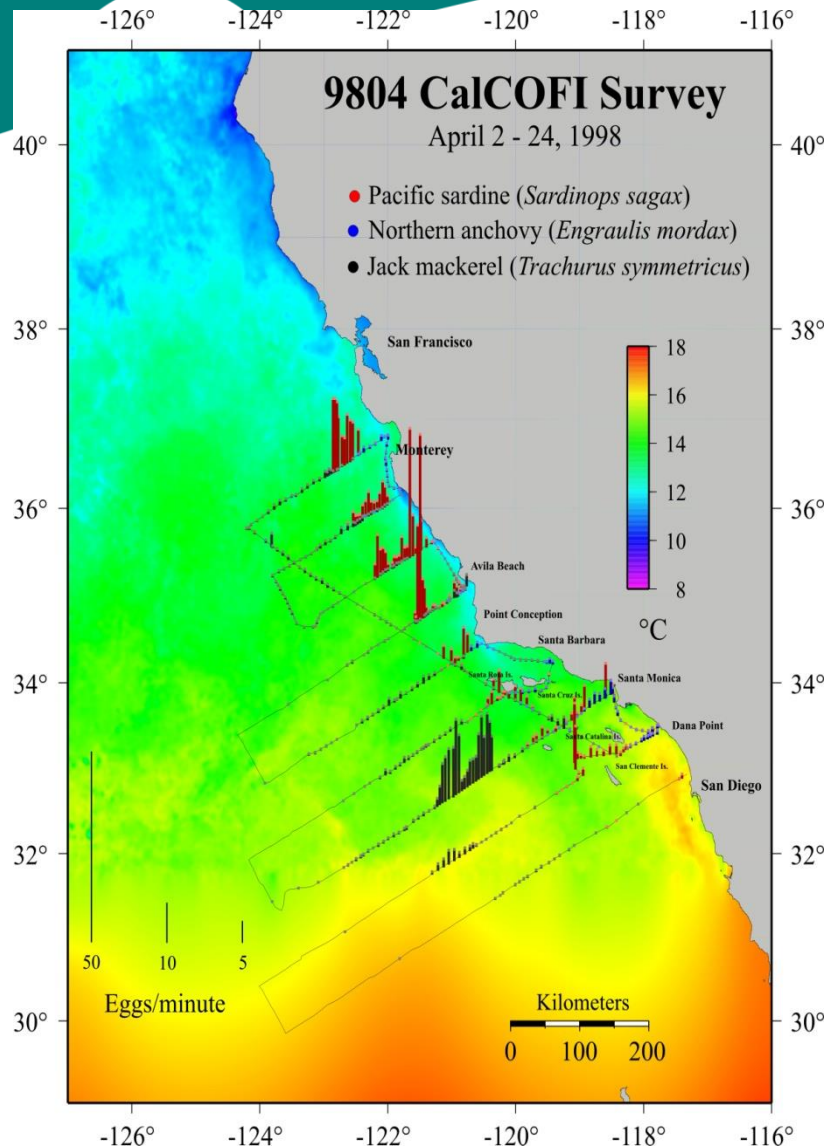 -126° -124° -122° -120° -118° -116°
9804 CalCOFI Survey
April 2 - 24, 1998
Pacific sardine (Sardinops sagax)
Northern anchovy (Engraulis mordax)
Jack mackerel (Trachurus symmetricus)
40° 40°
38° 38°
San Francisco
18
16
14
12
10
8
°C
Monterey
36° 36°
Avila Beach
Point Conception
Santa Barbara
Santa Rosa Is.
Santa Monica
34° 34°
Santa Cruz Is.
Dana Point
Santa Catalina Is.
San Clemente Is.
San Diego
32° 32°
50 10 5
Eggs/minute
Kilometers
0 100 200
30° 30°
-126° -124° -122° -120° -118° -116°